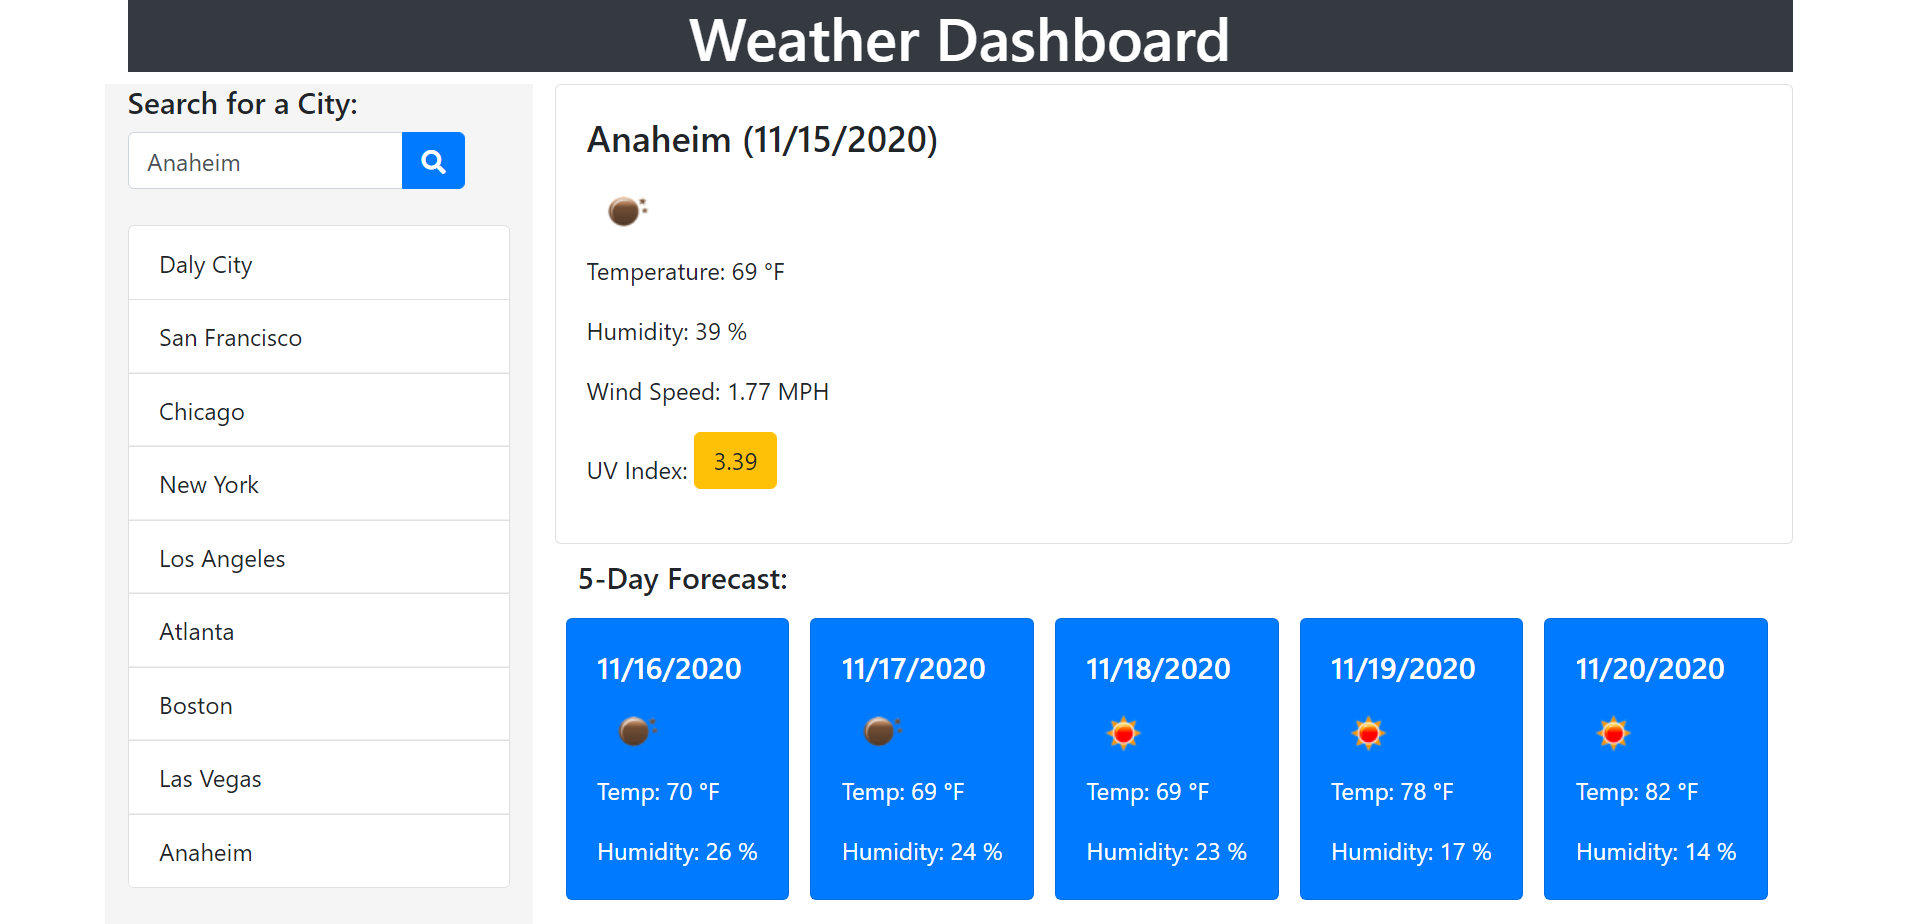 Weather Dashboard
Search for a City:
Anaheim
Daly City
San Francisco
Chicago
New York
Los Angeles
Atlanta
Boston
Las Vegas
Anaheim
Anaheim (11/15/2020)
Temperature: 69 °F
Humidity: 39 %
Wind Speed: 1.77 MPH
UV Index: 3.39
5-Day Forecast:
11/16/2020
Temp: 70 °F
Humidity: 26 %
11/17/2020
Temp: 69 °F
Humidity: 24 %
11/18/2020
Temp: 69 °F
Humidity: 23 %
11/19/2020
Temp: 78 °F
Humidity: 17 %
11/20/2020
Temp: 82 °F
Humidity: 14 %